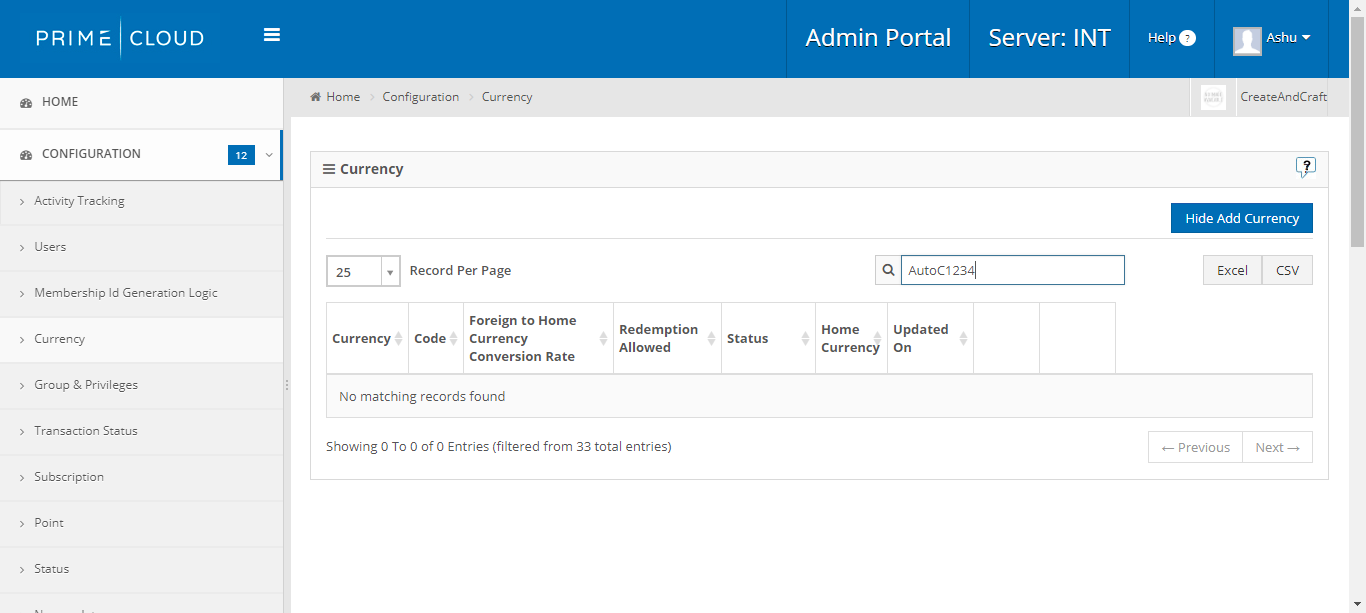 PRIME CLOUD
Admin Portal
Server: INT
Help ?
Ashu
HOME
CONFIGURATION 12
Activity Tracking
Users
Membership Id Generation Logic
Currency
Group & Privileges
Transaction Status
Subscription
Point
Status
Home > Configuration > Currency
CreateAndCraft
Currency
?
Hide Add Currency
25 Record Per Page
AutoC1234
Excel CSV
Currency
Code
Foreign to Home
Currency
Conversion Rate
Redemption
Allowed
Status
Home
Currency
Updated
On
No matching records found
Showing 0 To 0 of 0 Entries (filtered from 33 total entries)
← Previous Next →